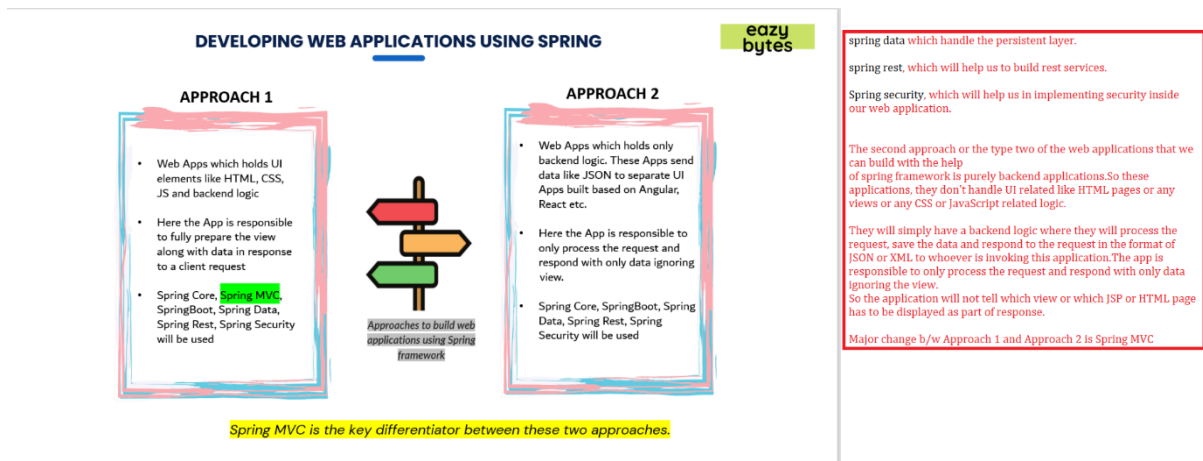 DEVELOPING WEB APPLICATIONS USING SPRING
eazy
bytes
APPROACH 1
• Web Apps which holds UI
elements like HTML, CSS,
JS and backend logic
• Here the App is responsible
to fully prepare the view
along with data in response
to a client request
• Spring Core, Spring MVC,
SpringBoot, Spring Data,
Spring Rest, Spring Security
will be used
Approaches to build web
applications using Spring
framework
APPROACH 2
• Web Apps which holds only
backend logic. These Apps send
data like JSON to separate UI
Apps built based on Angular,
React etc.
• Here the App is responsible to
only process the request and
respond with only data ignoring
view.
• Spring Core, SpringBoot, Spring
Data, Spring Rest, Spring
Security will be used
Spring MVC is the key differentiator between these two approaches.
spring data which handle the persistent layer.
spring rest, which will help us to build rest services.
Spring security, which will help us in implementing security inside
our web application.
The second approach or the type two of the web applications that we
can build with the help
of spring framework is purely backend applications.So these
applications, they don't handle UI related like HTML pages or any
views or any CSS or JavaScript related logic.
They will simply have a backend logic where they will process the
request, save the data and respond to the request in the format of
JSON or XML to whoever is invoking this application.The app is
responsible to only process the request and respond with only data
ignoring the view.
So the application will not tell which view or which JSP or HTML page
has to be displayed as part of response.
Major change b/w Approach 1 and Approach 2 is Spring MVC